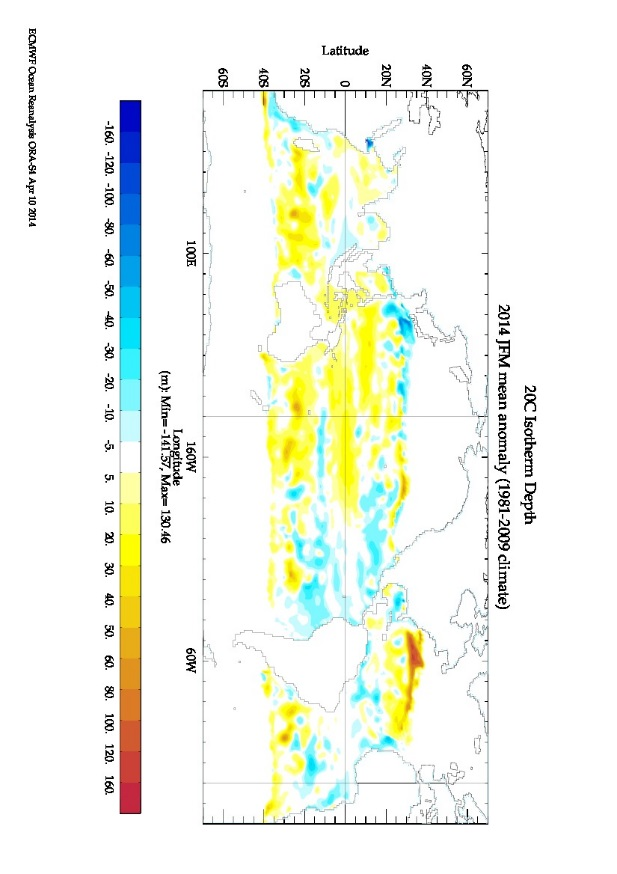 20C Isotherm Depth
2014 JFM mean anomaly (1981-2009 climate)
Latitude
60N
40N
20N
0
20S
40S
60S
100E
160W
60W
Longitude
(m): Min= -141.57, Max= 130.46
-160. -120. -100. -80. -60. -50. -40. -30. -20. -10. -5. 5. 10. 20. 30. 40. 50. 60. 80. 100. 120. 160.
ECMWF Ocean Reanalysis ORA-S4 Apr 10 2014